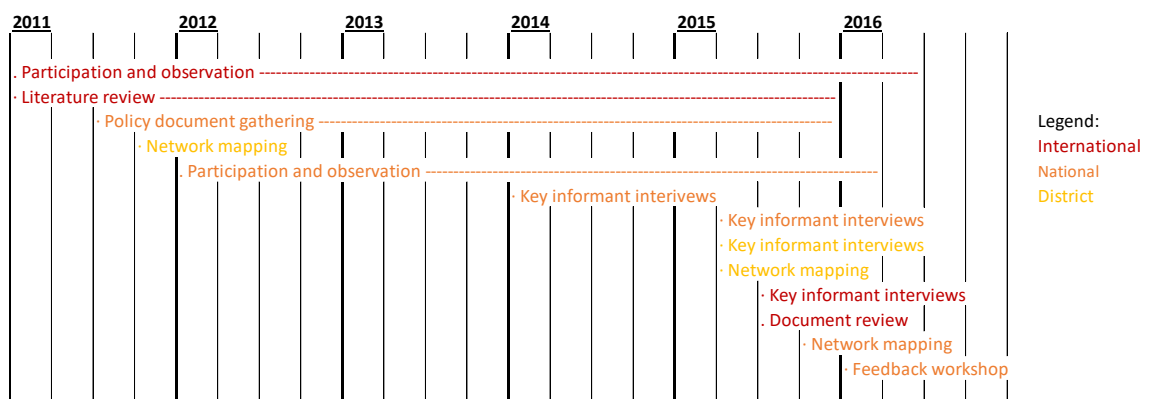 2011 2012 2013 2014 2015 2016
. Participation and observation --------------------
· Literature review --------------------
· Policy document gathering --------------------
· Network mapping
. Participation and observation --------------------
· Key informant interivews
· Key informant interviews
· Key informant interviews
· Network mapping
· Key informant interviews
. Document review
· Network mapping
· Feedback workshop
Legend:
International
National
District